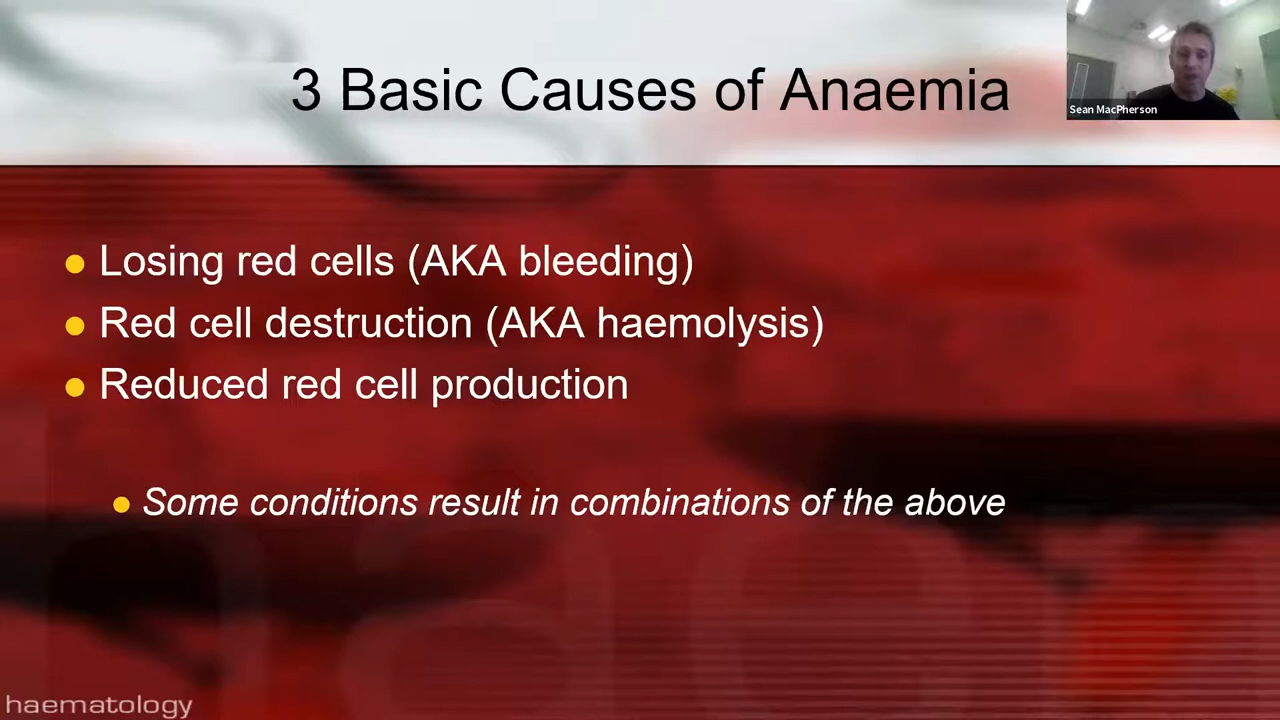 3 Basic Causes of Anaemia
Sean MacPherson
Losing red cells (AKA bleeding)
Red cell destruction (AKA haemolysis)
Reduced red cell production
Some conditions result in combinations of the above
haematology